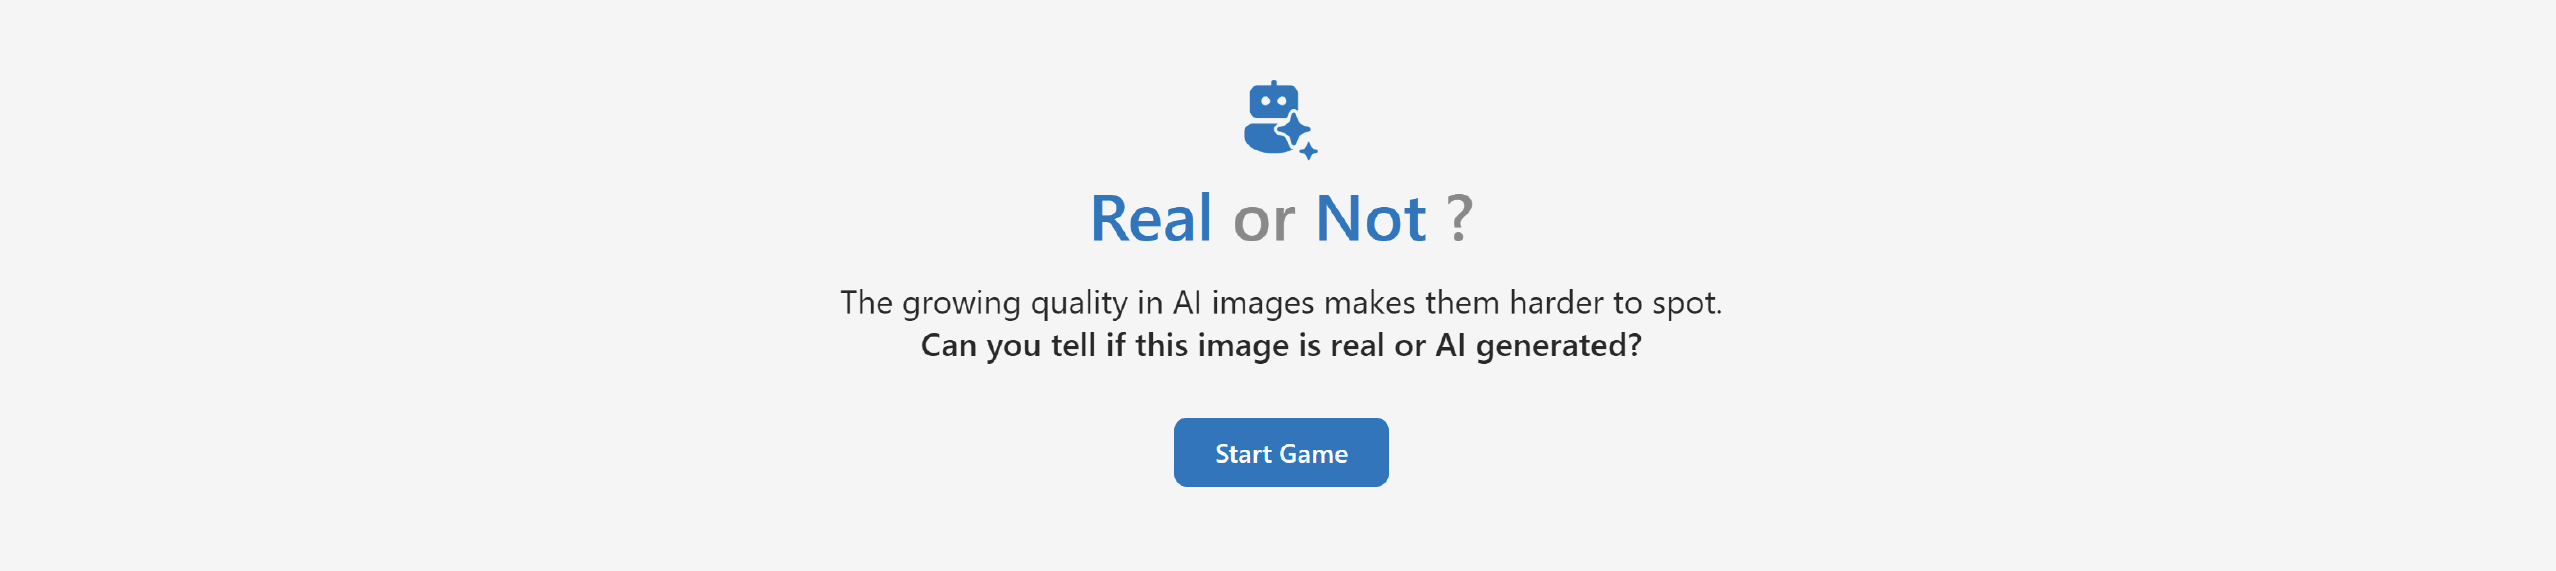 Real or Not ?
The growing quality in AI images makes them harder to spot.
Can you tell if this image is real or AI generated?
Start Game